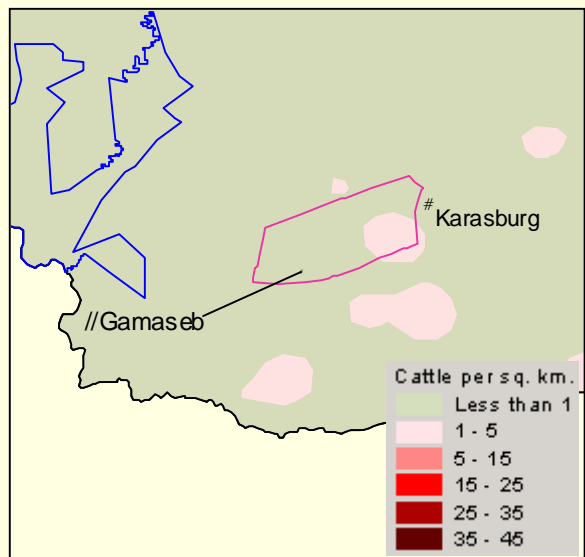 #
Karasburg
//Gamaseb
Cattle per sq. km.
Less than 1
1 - 5
5 - 15
15 - 25
25 - 35
35 - 45